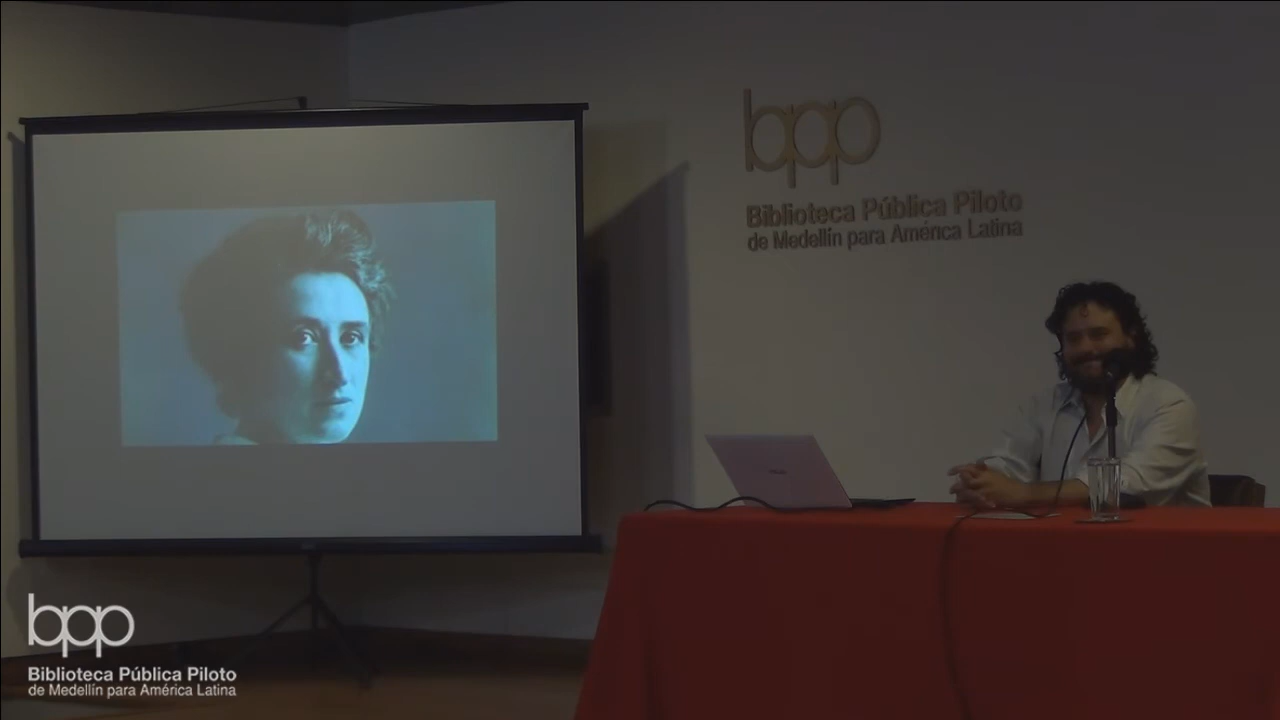 bpp
Biblioteca Pública Piloto
de Medellín para América Latina
bpp
Biblioteca Pública Piloto
de Medellín para América Latina